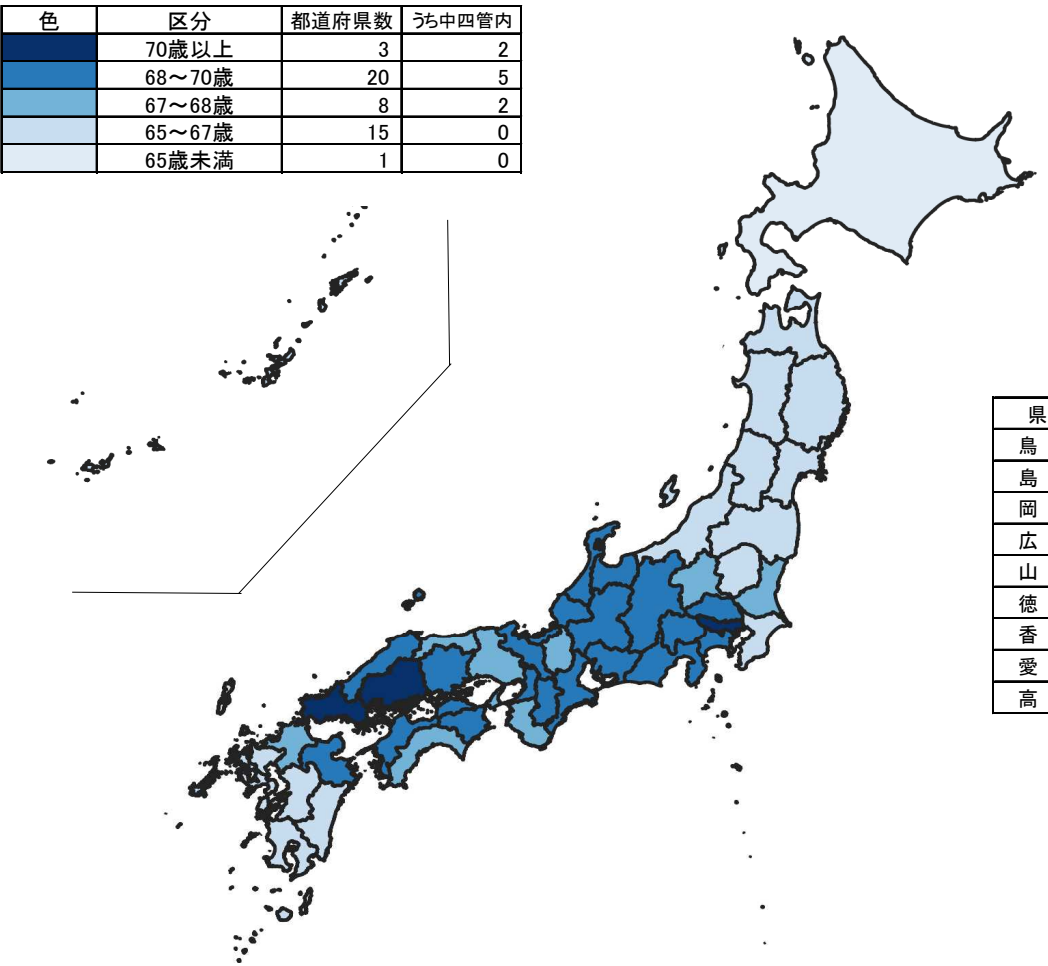 色 区分 都道府県数 うち中四管内
70歳以上 3 2
68～70歳 20 5
67～68歳 8 2
65～67歳 15 0
65歳未満 1 0
県
鳥
島
岡
広
山
徳
香
愛
高